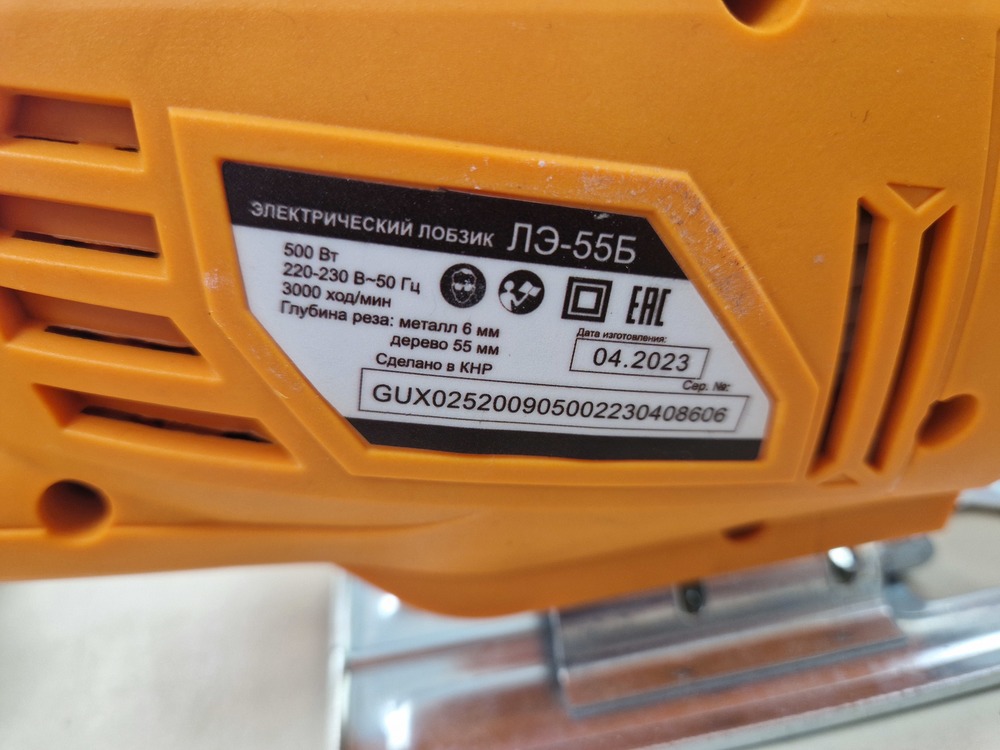 ЭЛЕКТРИЧЕСКИЙ ЛОБЗИК ЛЭ-55Б
500 Вт
220-230 В~50 Гц
3000 ход/мин
Глубина реза: металл 6 мм
дерево 55 мм
Сделано в КНР
EAC
Дата изготовления:
04.2023
Сер. №:
GUX025200905002230408606